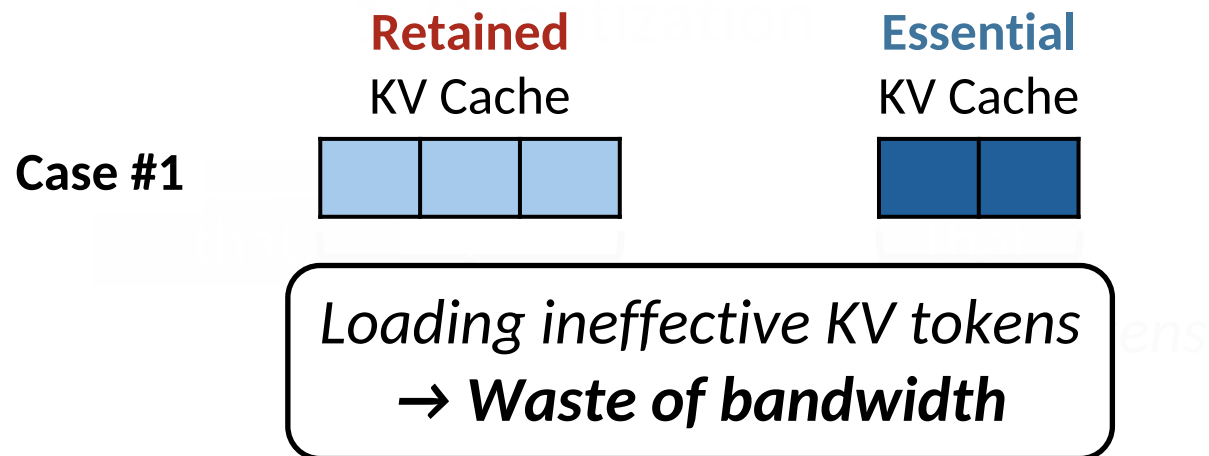 Retained
Essential
KV Cache
KV Cache
Case #1
Loading ineffective KV tokens
→ Waste of bandwidth